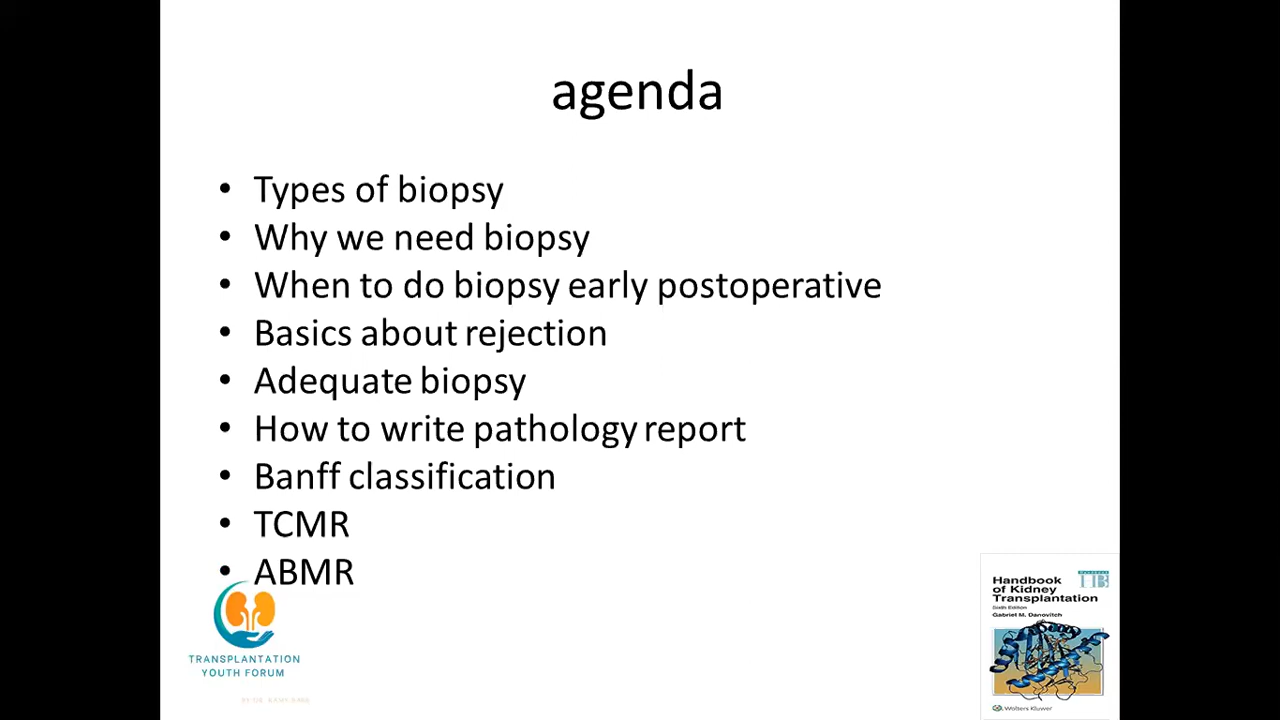 agenda
• Types of biopsy
• Why we need biopsy
• When to do biopsy early postoperative
• Basics about rejection
• Adequate biopsy
• How to write pathology report
• Banff classification
• TCMR
• ABMR
TRANSPLANTATION
YOUTH FORUM
Handbook
of Kidney
Transplantation
Sixth Edition
Gabriel M. Danovitch
Wolters Kluwer